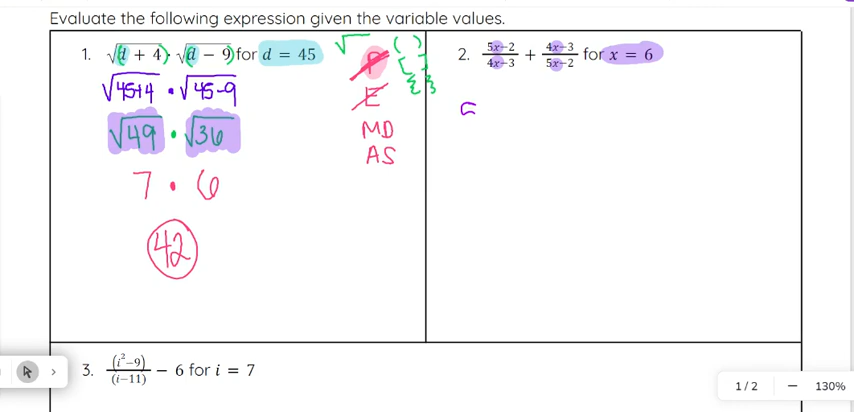 Evaluate the following expression given the variable values.
1. √(d + 4) · √(d − 9) for d = 45
√45+4 · √45-9
√49 · √36
7 · 6
42
√ ( )
P [ ]
E { }
MD
AS
2. 5x−2/4x−3 + 4x−3/5x−2 for x = 6
3. (i²−9)/(i−11) − 6 for i = 7
1 / 2 − 130%